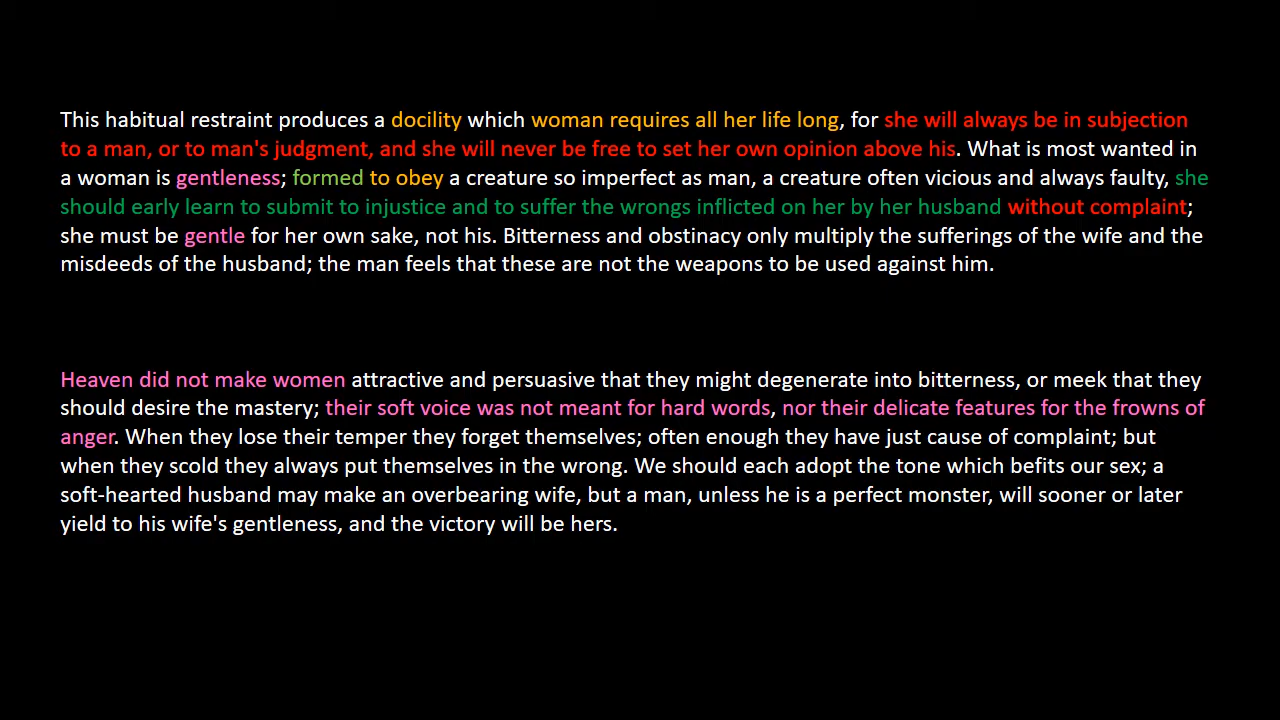 This habitual restraint produces a docility which woman requires all her life long, for she will always be in subjection
to a man, or to man's judgment, and she will never be free to set her own opinion above his. What is most wanted in
a woman is gentleness; formed to obey a creature so imperfect as man, a creature often vicious and always faulty, she
should early learn to submit to injustice and to suffer the wrongs inflicted on her by her husband without complaint;
she must be gentle for her own sake, not his. Bitterness and obstinacy only multiply the sufferings of the wife and the
misdeeds of the husband; the man feels that these are not the weapons to be used against him.
Heaven did not make women attractive and persuasive that they might degenerate into bitterness, or meek that they
should desire the mastery; their soft voice was not meant for hard words, nor their delicate features for the frowns of
anger. When they lose their temper they forget themselves; often enough they have just cause of complaint; but
when they scold they always put themselves in the wrong. We should each adopt the tone which befits our sex; a
soft-hearted husband may make an overbearing wife, but a man, unless he is a perfect monster, will sooner or later
yield to his wife's gentleness, and the victory will be hers.